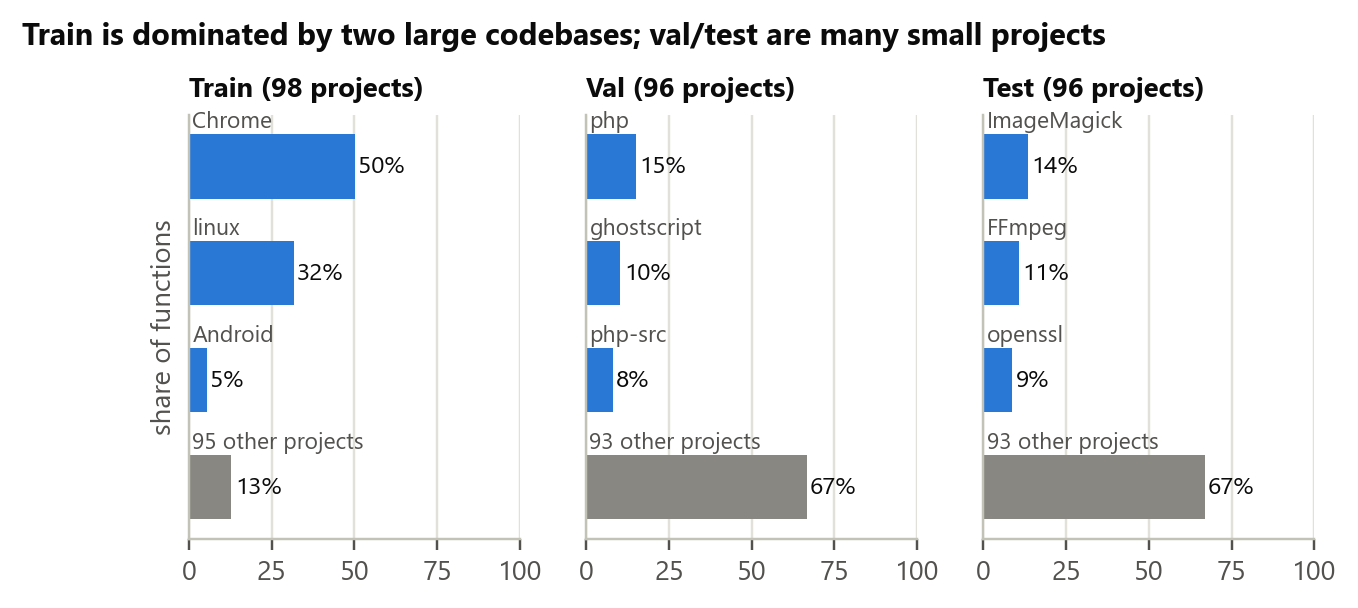 Train is dominated by two large codebases; val/test are many small projects
Train (98 projects)
share of functions
Chrome
50%
linux
32%
Android
5%
95 other projects
13%
0 25 50 75 100
Val (96 projects)
php
15%
ghostscript
10%
php-src
8%
93 other projects
67%
0 25 50 75 100
Test (96 projects)
ImageMagick
14%
FFmpeg
11%
openssl
9%
93 other projects
67%
0 25 50 75 100